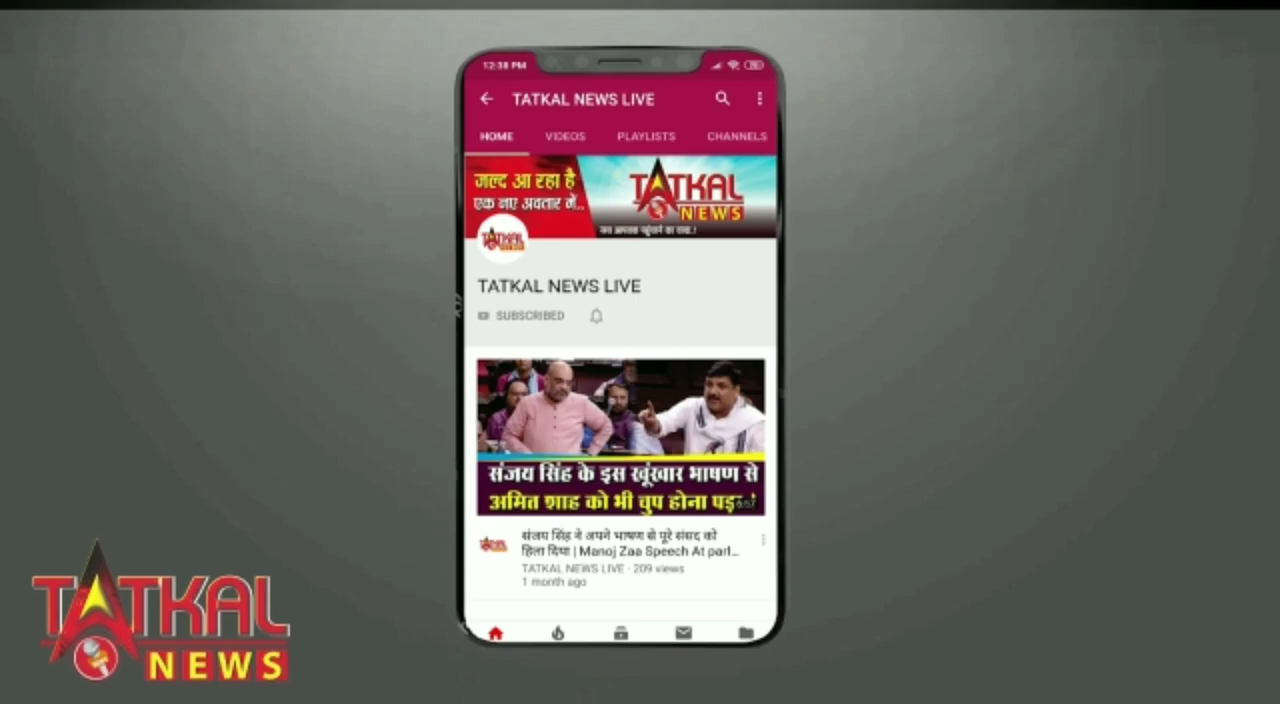 12:38 PM
TATKAL NEWS LIVE
HOME VIDEOS PLAYLISTS CHANNELS
जल्द आ रहा है
एक नए अवतार में..
TATKAL
NEWS
TATKAL
TATKAL NEWS LIVE
SUBSCRIBED
संजय सिंह के इस खूंखार भाषण से
अमित शाह को भी चुप होना पड़
संजय सिंह ने अपने भाषण से पूरे संसद को
हिला दिया | Manoj Zaa Speech At parl...
TATKAL
TATKAL NEWS LIVE · 209 views
1 month ago
TATKAL
NEWS